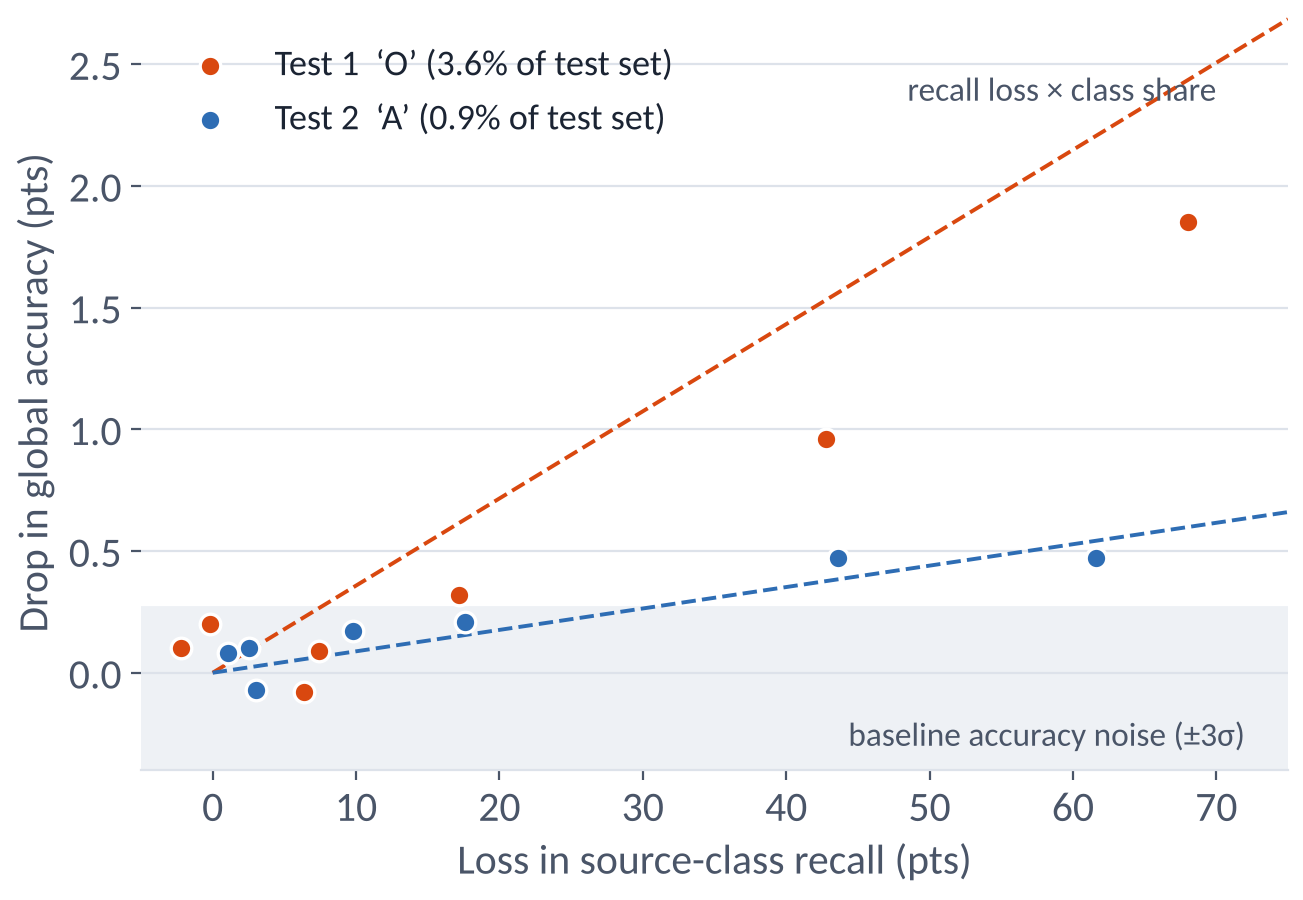 Test 1 ‘O’ (3.6% of test set)
Test 2 ‘A’ (0.9% of test set)
recall loss × class share
baseline accuracy noise (±3σ)
Drop in global accuracy (pts)
2.5
2.0
1.5
1.0
0.5
0.0
0 10 20 30 40 50 60 70
Loss in source-class recall (pts)